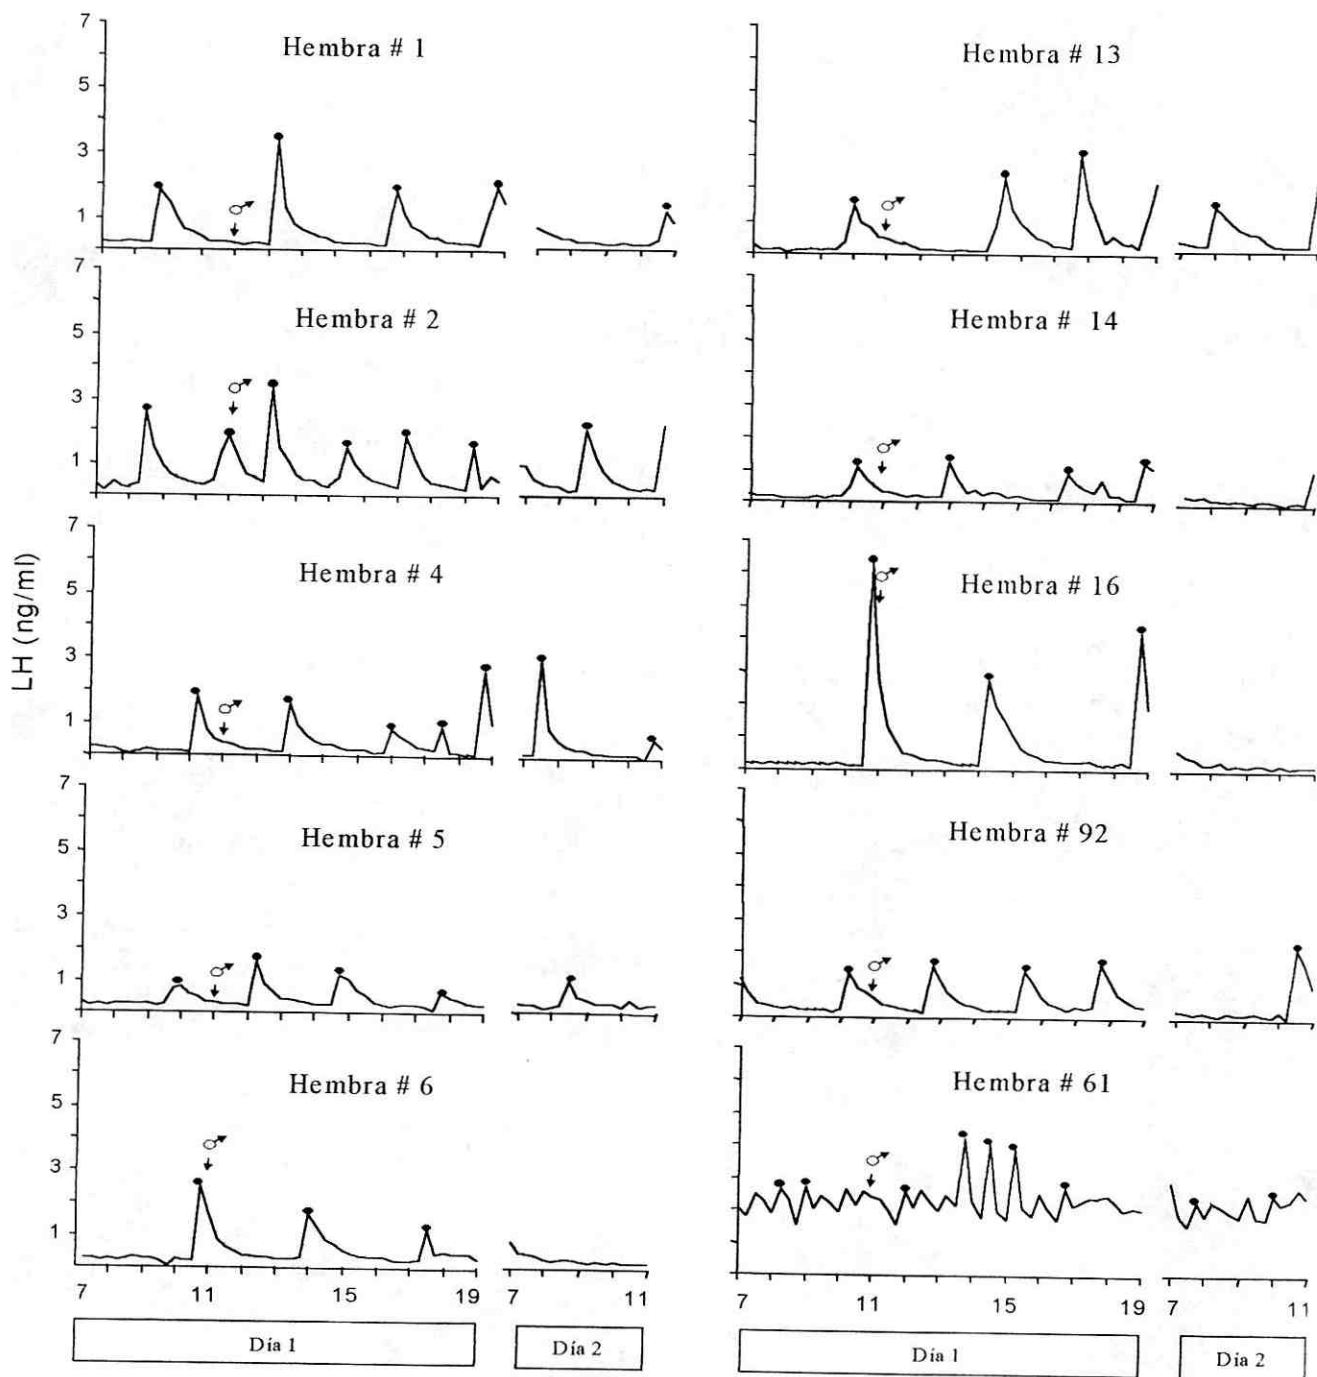 7
5
3
1
Hembra # 1
Hembra # 13
7
5
3
1
Hembra # 2
Hembra # 14
LH (ng/ml)
7
5
3
1
Hembra # 4
Hembra # 16
7
5
3
1
Hembra # 5
Hembra # 92
7
5
3
1
Hembra # 6
Hembra # 61
7 11 15 19 7 11
7 11 15 19 7 11
Día 1 Día 2
Día 1 Día 2